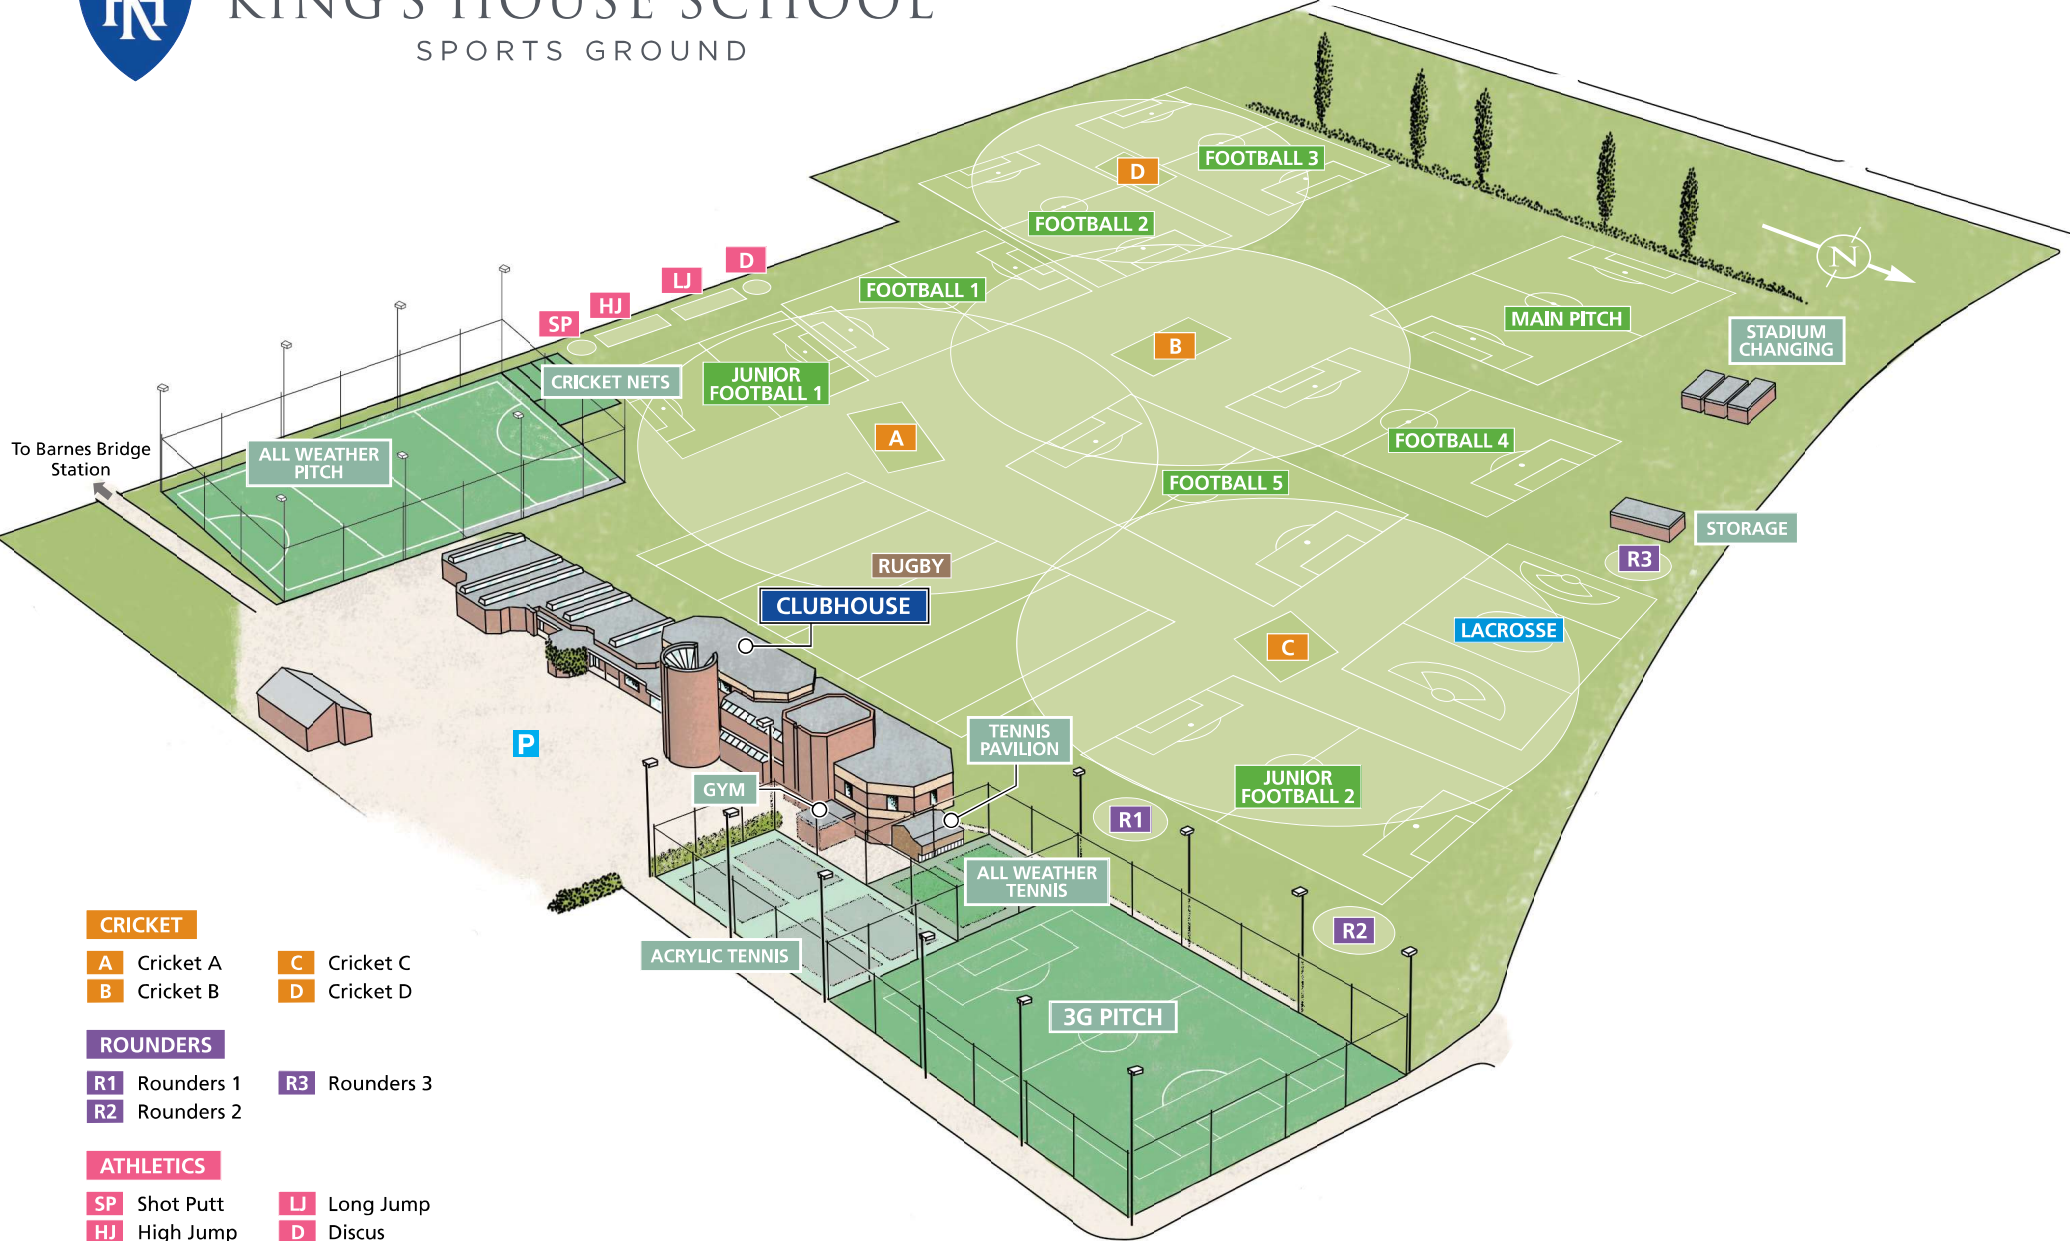 KH
KING'S HOUSE SCHOOL
SPORTS GROUND
FOOTBALL 3
D
FOOTBALL 2
N
D
LJ
HJ
SP
FOOTBALL 1
MAIN PITCH
STADIUM
CHANGING
B
CRICKET NETS
JUNIOR
FOOTBALL 1
A
FOOTBALL 4
To Barnes Bridge
Station
ALL WEATHER
PITCH
FOOTBALL 5
STORAGE
R3
RUGBY
CLUBHOUSE
LACROSSE
C
P
TENNIS
PAVILION
GYM
JUNIOR
FOOTBALL 2
R1
ALL WEATHER
TENNIS
R2
ACRYLIC TENNIS
3G PITCH
CRICKET
A Cricket A
C Cricket C
B Cricket B
D Cricket D
ROUNDERS
R1 Rounders 1
R3 Rounders 3
R2 Rounders 2
ATHLETICS
SP Shot Putt
LJ Long Jump
HJ High Jump
D Discus